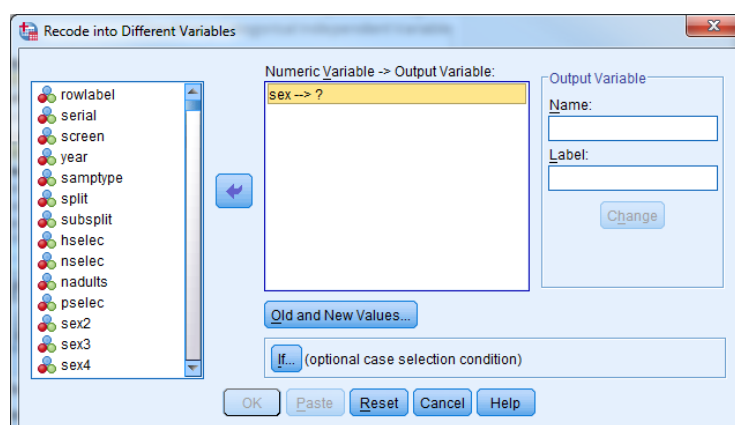 Recode into Different Variables
rowlabel
serial
screen
year
samptype
split
subsplit
hselec
nselec
nadults
pselec
sex2
sex3
sex4
Numeric Variable -> Output Variable:
sex --> ?
Output Variable
Name:
Label:
Change
Old and New Values...
If... (optional case selection condition)
OK Paste Reset Cancel Help